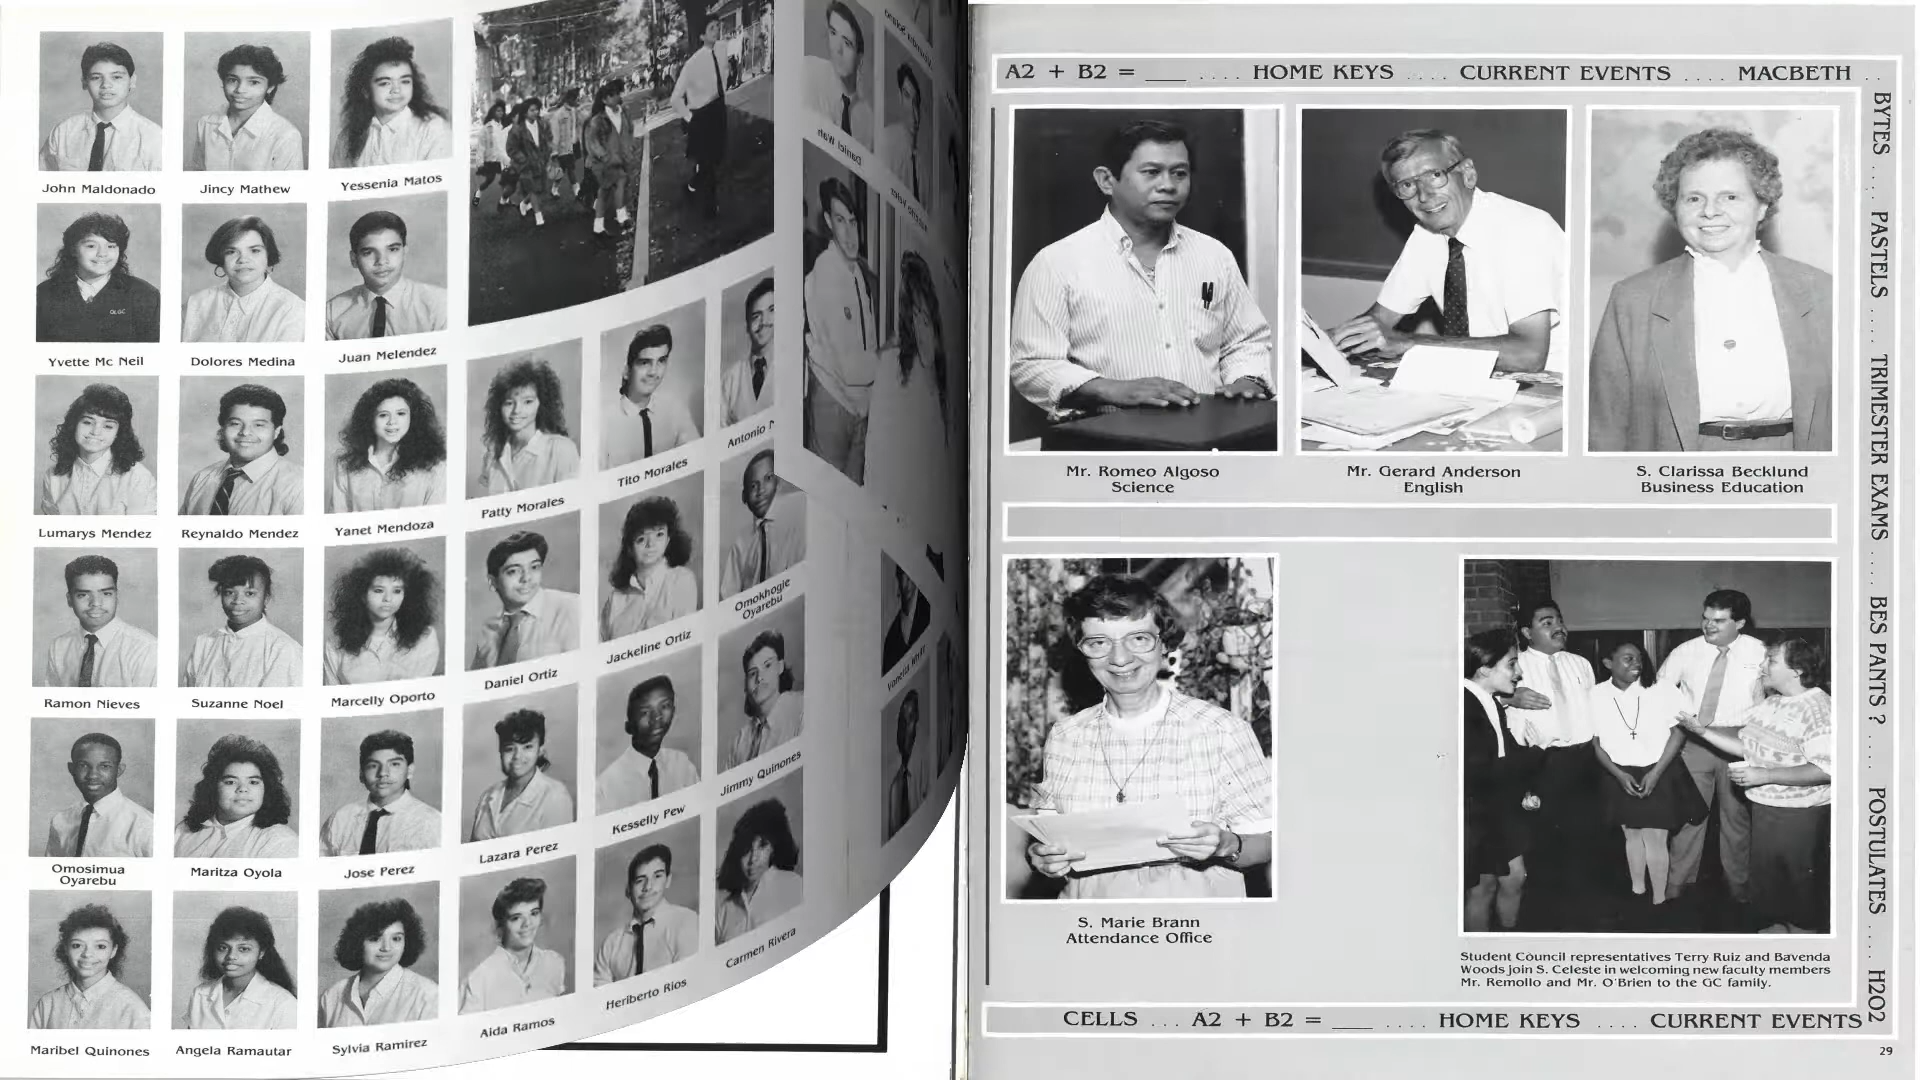 John Maldonado
Jincy Mathew
Yessenia Matos
Yvette Mc Neil
Dolores Medina
Juan Melendez
Lumarys Mendez
Reynaldo Mendez
Yanet Mendoza
Patty Morales
Tito Morales
Antonio
Ramon Nieves
Suzanne Noel
Marcelly Oporto
Daniel Ortiz
Jackeline Ortiz
Omokhogie
Oyarebu
Omosimua
Oyarebu
Maritza Oyola
Jose Perez
Lazara Perez
Kesselly Pew
Jimmy Quinones
Maribel Quinones
Angela Ramautar
Sylvia Ramirez
Aida Ramos
Heriberto Rios
Carmen Rivera
Daniel
A2 + B2 = ___ .... HOME KEYS .... CURRENT EVENTS .... MACBETH ..
BYTES .... PASTELS .... TRIMESTER EXAMS .... BES PANTS ? .... POSTULATES .... H2O2
Mr. Romeo Algoso
Science
Mr. Gerard Anderson
English
S. Clarissa Becklund
Business Education
S. Marie Brann
Attendance Office
Student Council representatives Terry Ruiz and Bavenda
Woods join S. Celeste in welcoming new faculty members
Mr. Remollo and Mr. O'Brien to the GC family.
CELLS ... A2 + B2 = ___ .... HOME KEYS .... CURRENT EVENTS
29